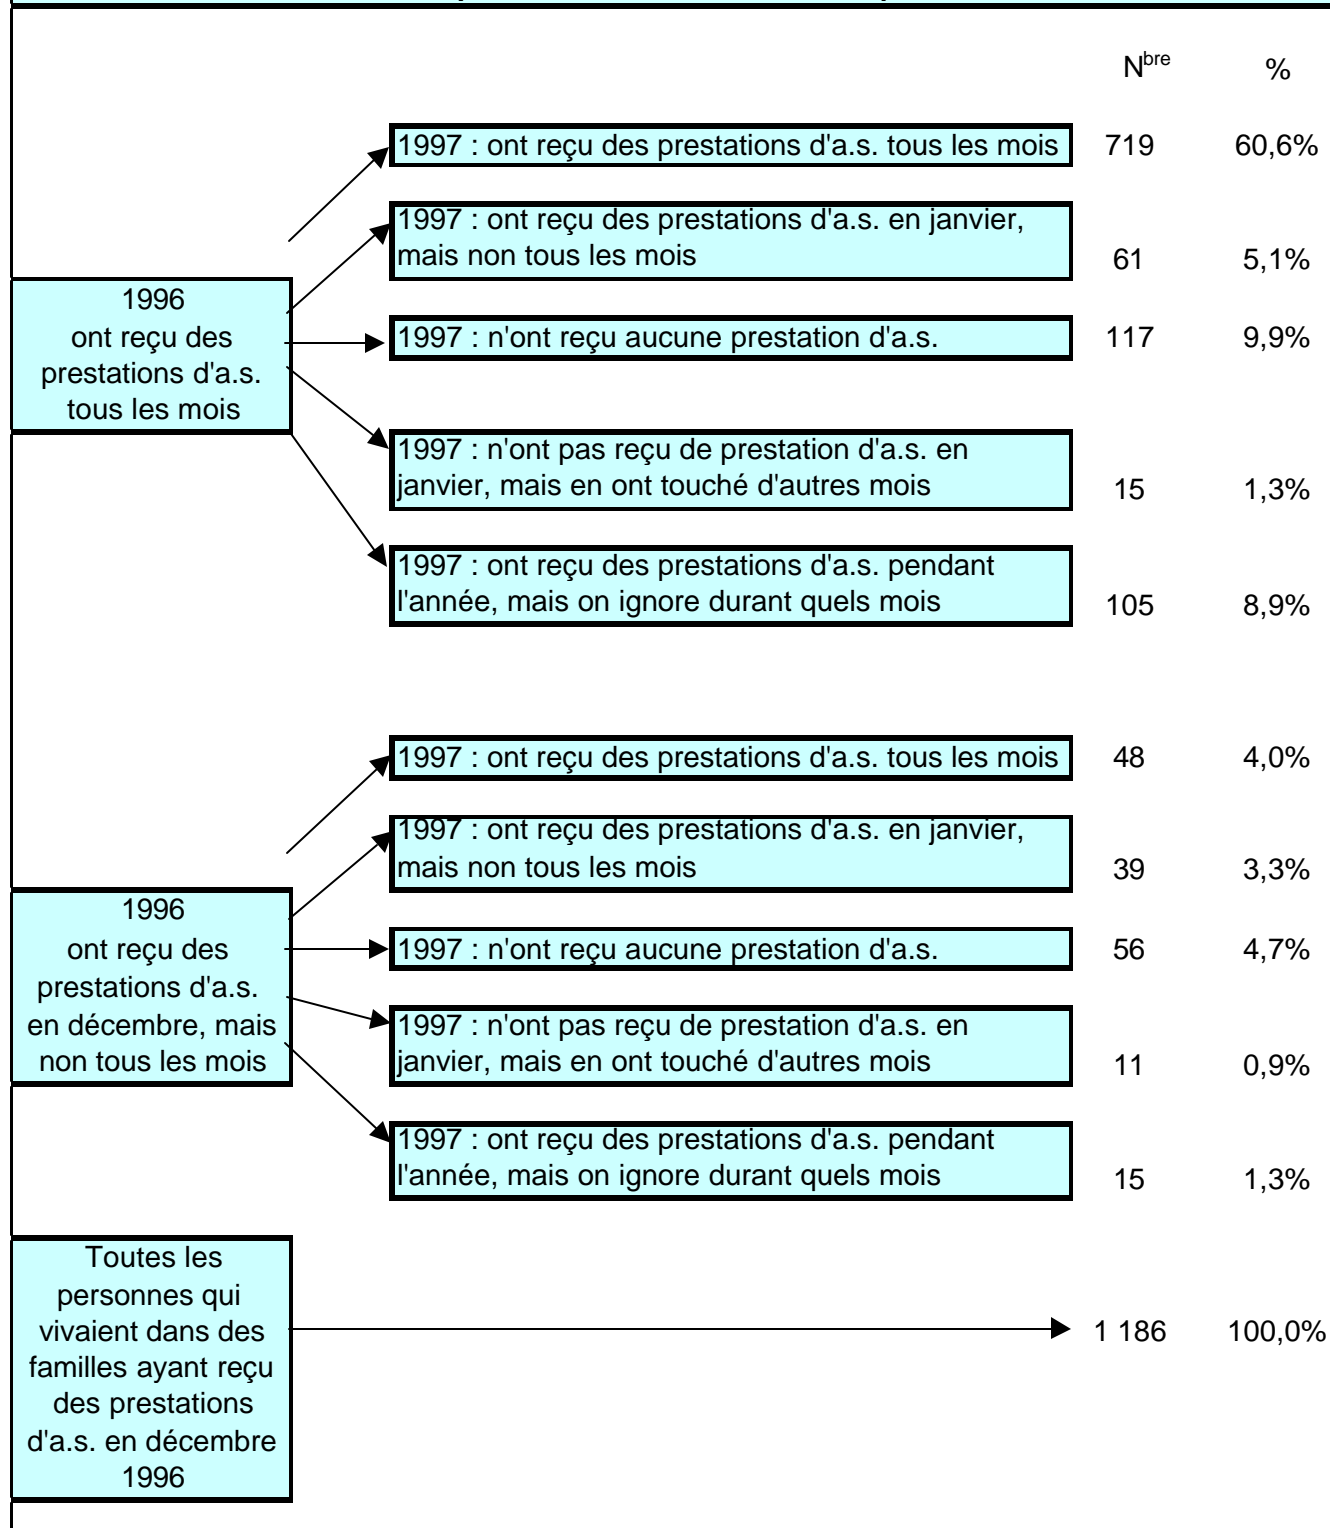 Nbre %
1997 : ont reçu des prestations d'a.s. tous les mois 719 60,6%
1997 : ont reçu des prestations d'a.s. en janvier,
mais non tous les mois 61 5,1%
1996
ont reçu des
prestations d'a.s.
tous les mois
1997 : n'ont reçu aucune prestation d'a.s. 117 9,9%
1997 : n'ont pas reçu de prestation d'a.s. en
janvier, mais en ont touché d'autres mois 15 1,3%
1997 : ont reçu des prestations d'a.s. pendant
l'année, mais on ignore durant quels mois 105 8,9%
1997 : ont reçu des prestations d'a.s. tous les mois 48 4,0%
1997 : ont reçu des prestations d'a.s. en janvier,
mais non tous les mois 39 3,3%
1996
ont reçu des
prestations d'a.s.
en décembre, mais
non tous les mois
1997 : n'ont reçu aucune prestation d'a.s. 56 4,7%
1997 : n'ont pas reçu de prestation d'a.s. en
janvier, mais en ont touché d'autres mois 11 0,9%
1997 : ont reçu des prestations d'a.s. pendant
l'année, mais on ignore durant quels mois 15 1,3%
Toutes les
personnes qui
vivaient dans des
familles ayant reçu
des prestations
d'a.s. en décembre
1996
1 186 100,0%